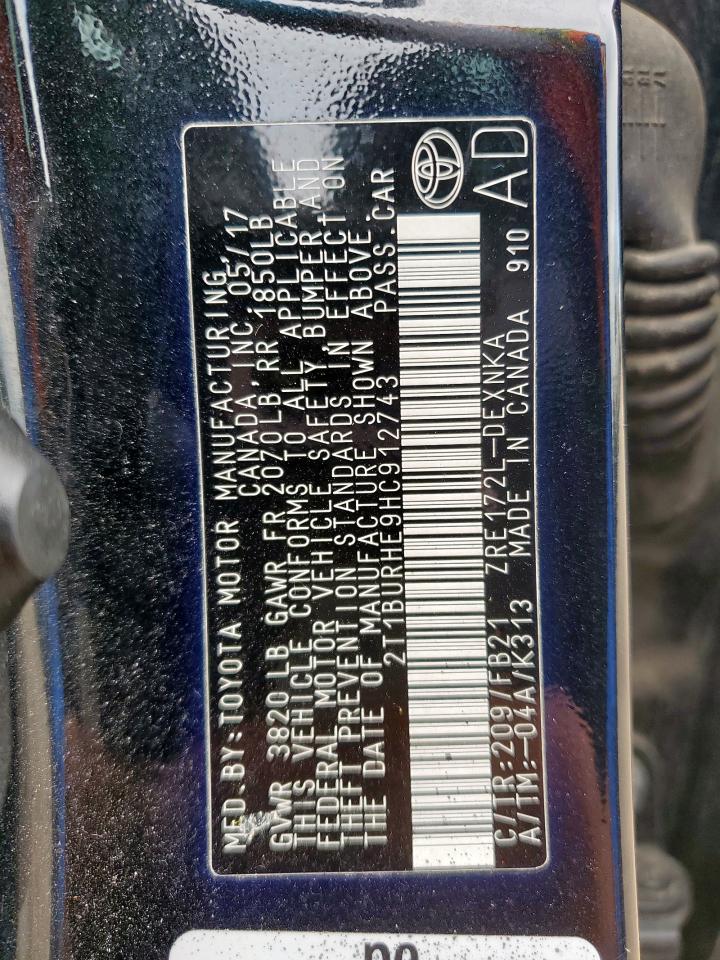 MFD.BY:TOYOTA MOTOR MANUFACTURING,
CANADA, INC. 05/17
GVWR 3820 LB GAWR FR 2070LB RR 1850LB
THIS VEHICLE CONFORMS TO ALL APPLICABLE
FEDERAL MOTOR VEHICLE SAFETY, BUMPER, AND
THEFT PREVENTION STANDARDS IN EFFECT ON
THE DATE OF MANUFACTURE SHOWN ABOVE.
2T1BURHE9HC912743 PASS.CAR
C/TR:209/FB21 ZRE172L-DEXNKA
A/TM:-04A/K313 MADE IN CANADA 910
AD